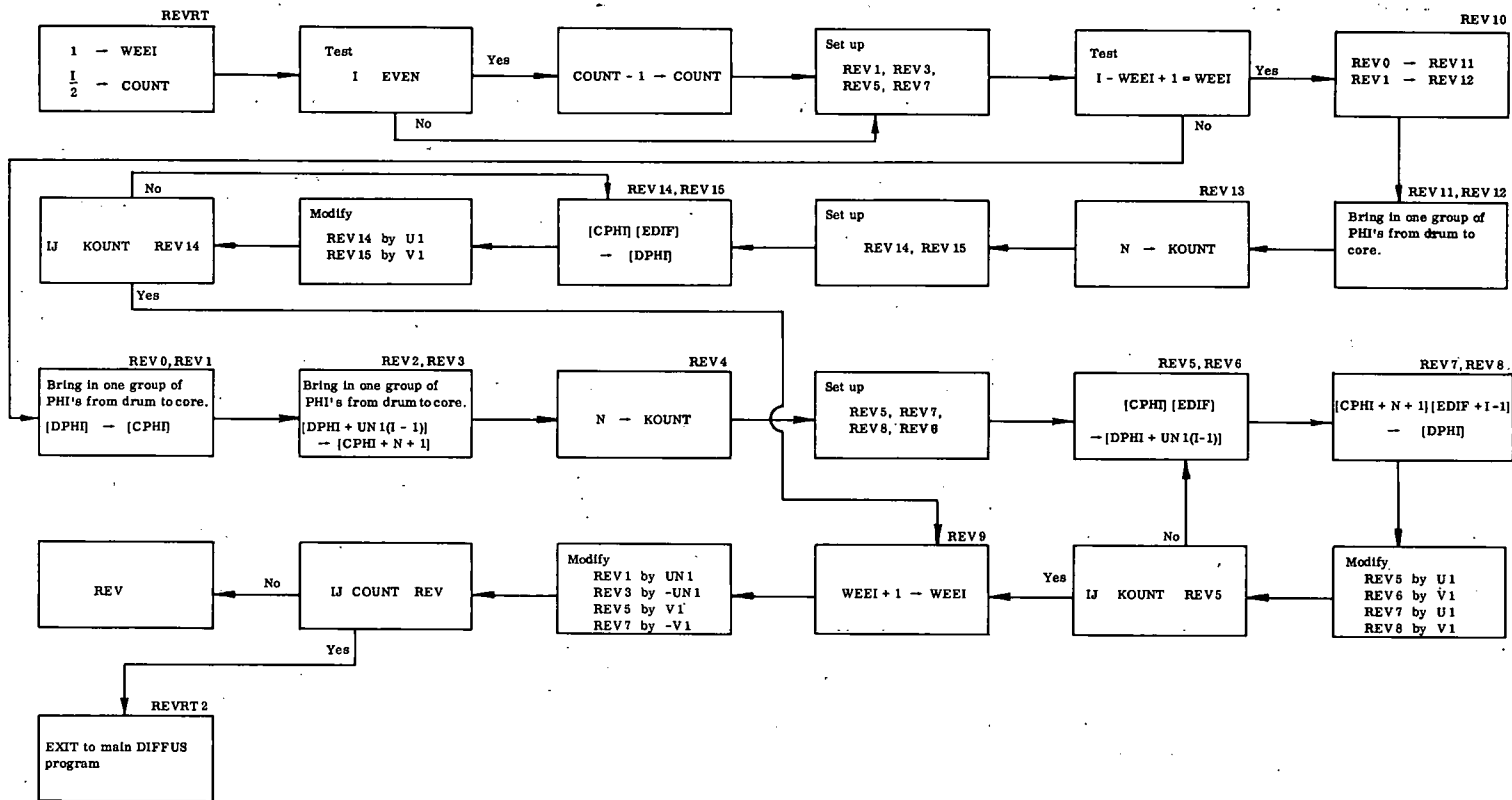 REVRT
1 → WEEI
I/2 → COUNT
Test
I EVEN
Yes
No
COUNT - 1 → COUNT
Set up
REV1, REV3,
REV5, REV7
Test
I - WEEI + 1 = WEEI
Yes
No
REV10
REV0 → REV11
REV1 → REV12
REV11, REV12
Bring in one group of
PHI's from drum to
core.
REV13
N → KOUNT
Set up
REV14, REV15
REV14, REV15
[CPHI] [EDIF]
→ [DPHI]
Modify
REV14 by U1
REV15 by V1
No
IJ KOUNT REV14
Yes
REV0, REV1
Bring in one group of
PHI's from drum to core.
[DPHI] → [CPHI]
REV2, REV3
Bring in one group of
PHI's from drum to core.
[DPHI + UN1(I - 1)]
→ [CPHI + N + 1]
REV4
N → KOUNT
Set up
REV5, REV7,
REV8, REV6
REV5, REV6
[CPHI] [EDIF]
→ [DPHI + UN1(I-1)]
REV7, REV8
[CPHI + N + 1] [EDIF + I-1]
→ [DPHI]
Modify
REV5 by U1
REV6 by V1
REV7 by U1
REV8 by V1
No
IJ KOUNT REV5
Yes
REV9
WEEI + 1 → WEEI
Modify
REV1 by UN1
REV3 by -UN1
REV5 by V1
REV7 by -V1
IJ COUNT REV
No
Yes
REV
REVRT2
EXIT to main DIFFUS
program